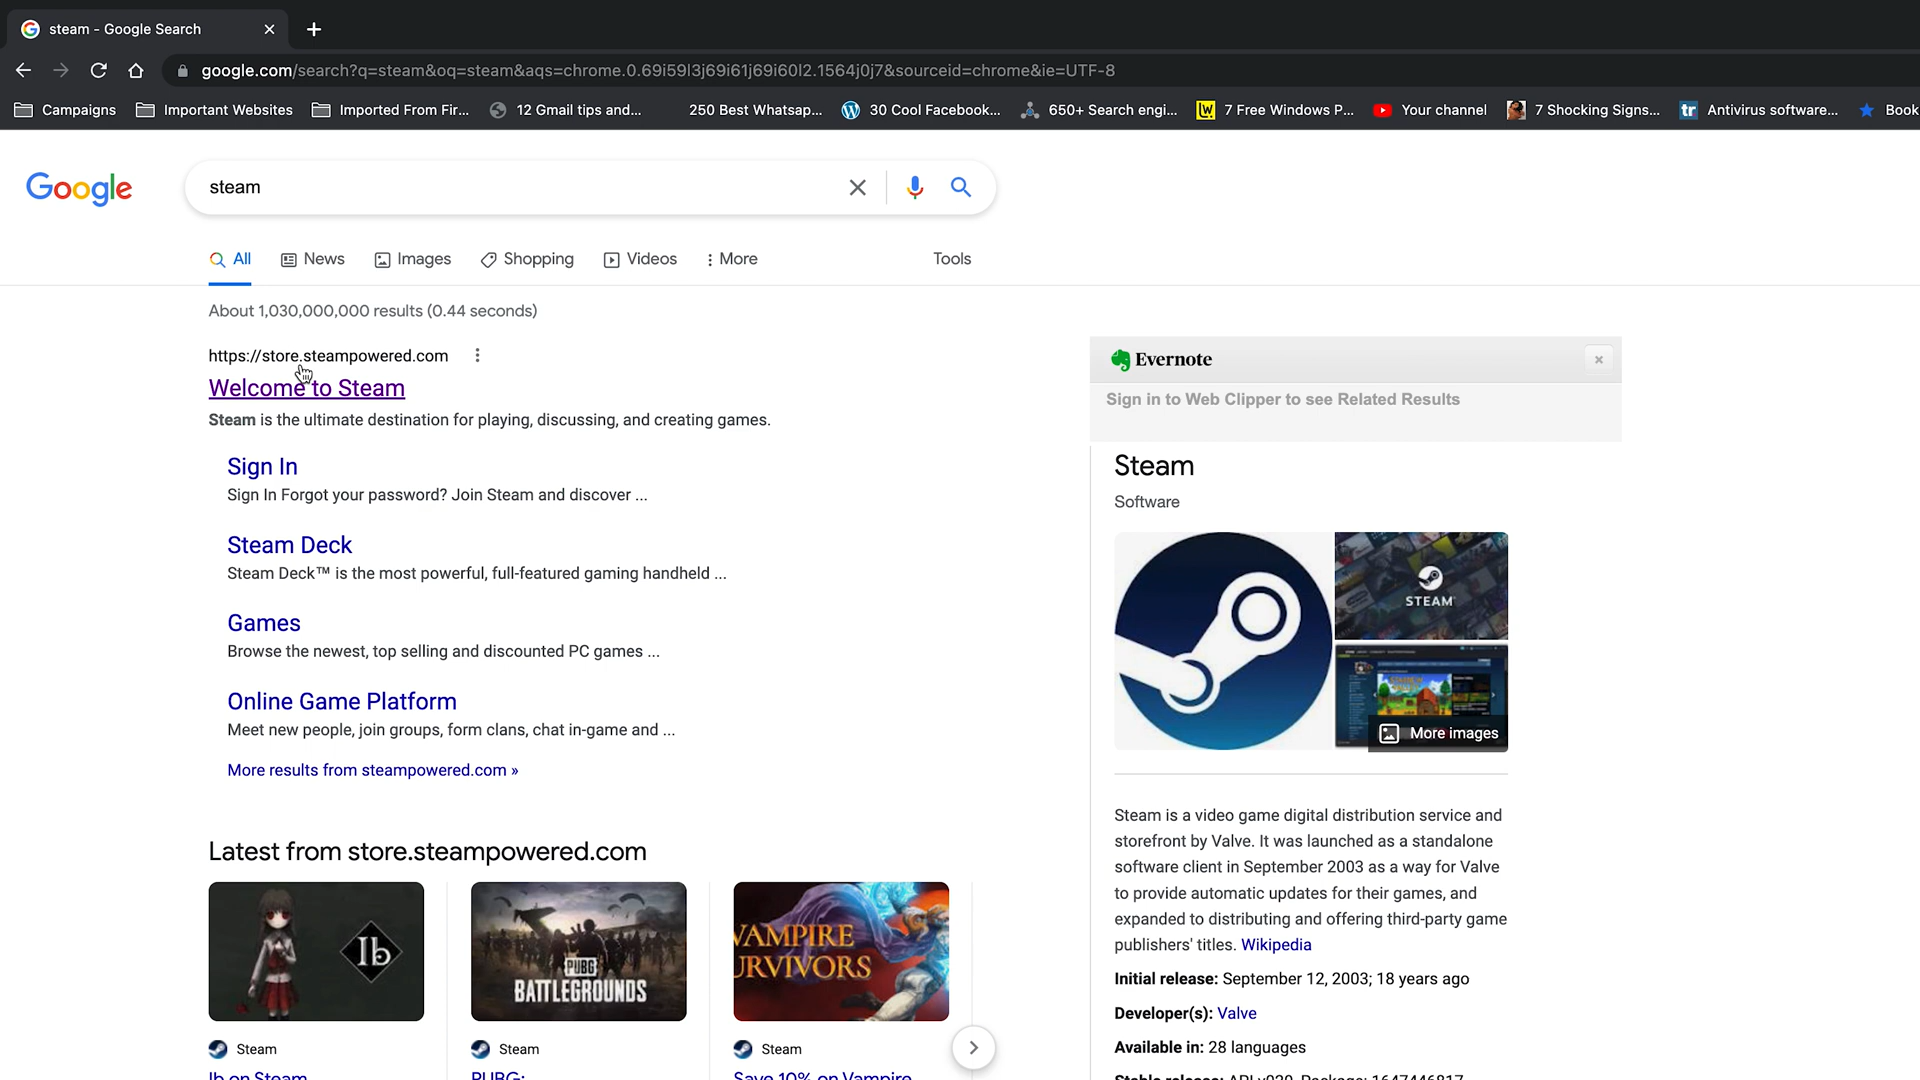 steam - Google Search
google.com/search?q=steam&oq=steam&aqs=chrome.0.69i59l3j69i61j69i60l2.1564j0j7&sourceid=chrome&ie=UTF-8
Campaigns Important Websites Imported From Fir... 12 Gmail tips and... 250 Best Whatsap... 30 Cool Facebook... 650+ Search engi... 7 Free Windows P... Your channel 7 Shocking Signs... Antivirus software... Book
Google steam
All News Images Shopping Videos More Tools
About 1,030,000,000 results (0.44 seconds)
https://store.steampowered.com
Welcome to Steam
Steam is the ultimate destination for playing, discussing, and creating games.
Sign In
Sign In Forgot your password? Join Steam and discover ...
Steam Deck
Steam Deck™ is the most powerful, full-featured gaming handheld ...
Games
Browse the newest, top selling and discounted PC games ...
Online Game Platform
Meet new people, join groups, form clans, chat in-game and ...
More results from steampowered.com »
Latest from store.steampowered.com
Ib
PUBG
BATTLEGROUNDS
VAMPIRE
URVIVORS
Steam
Steam
Steam
Ib on Steam
PUBG:
Save 10% on Vampire
Evernote
Sign in to Web Clipper to see Related Results
Steam
Software
STEAM
More images
Steam is a video game digital distribution service and
storefront by Valve. It was launched as a standalone
software client in September 2003 as a way for Valve
to provide automatic updates for their games, and
expanded to distributing and offering third-party game
publishers' titles. Wikipedia
Initial release: September 12, 2003; 18 years ago
Developer(s): Valve
Available in: 28 languages
Stable release: API v020, Package: 1647446817